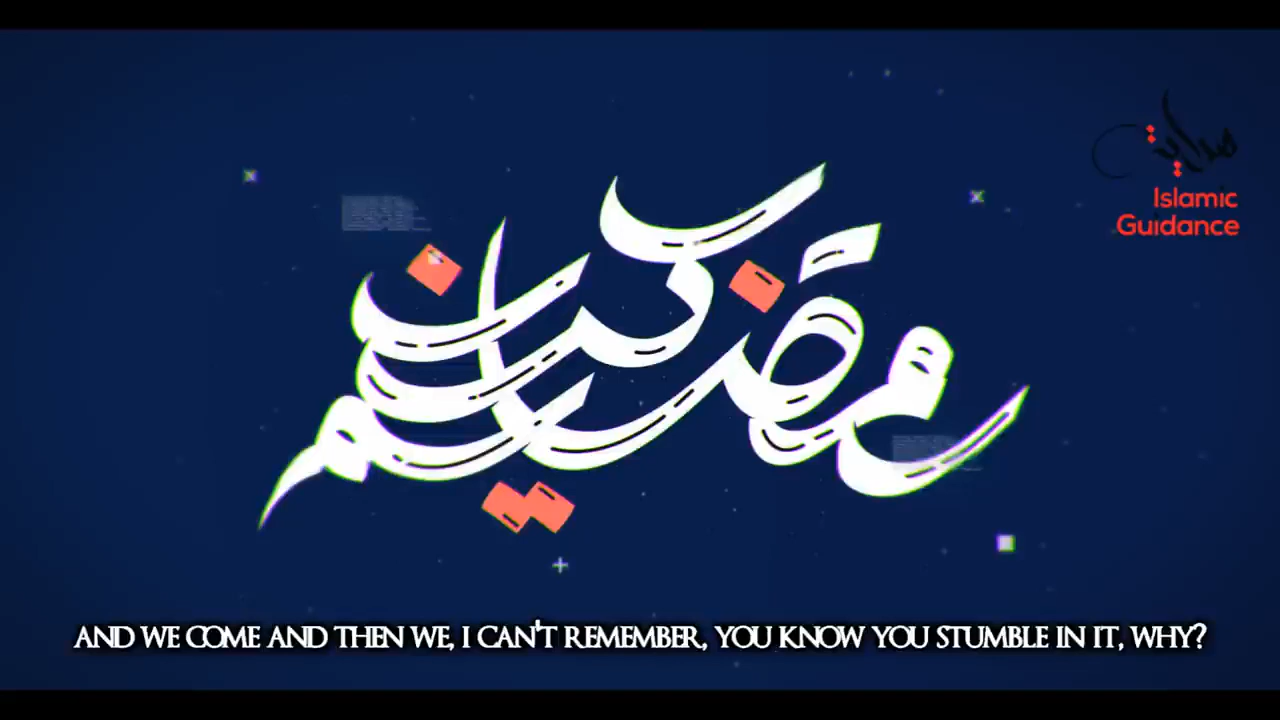 رمضان كريم
هداية
Islamic
Guidance
AND WE COME AND THEN WE, I CAN'T REMEMBER, YOU KNOW YOU STUMBLE IN IT, WHY?